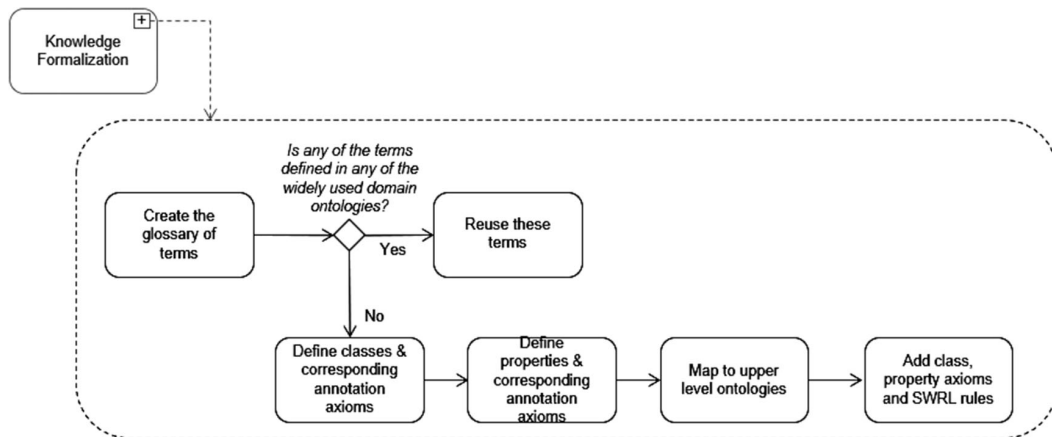 Knowledge
Formalization
+
Is any of the terms
defined in any of the
widely used domain
ontologies?
Create the
glossary of
terms
Reuse these
terms
Yes
No
Define classes &
corresponding
annotation
axioms
Define
properties &
corresponding
annotation
axioms
Map to upper
level ontologies
Add class,
property axioms
and SWRL rules